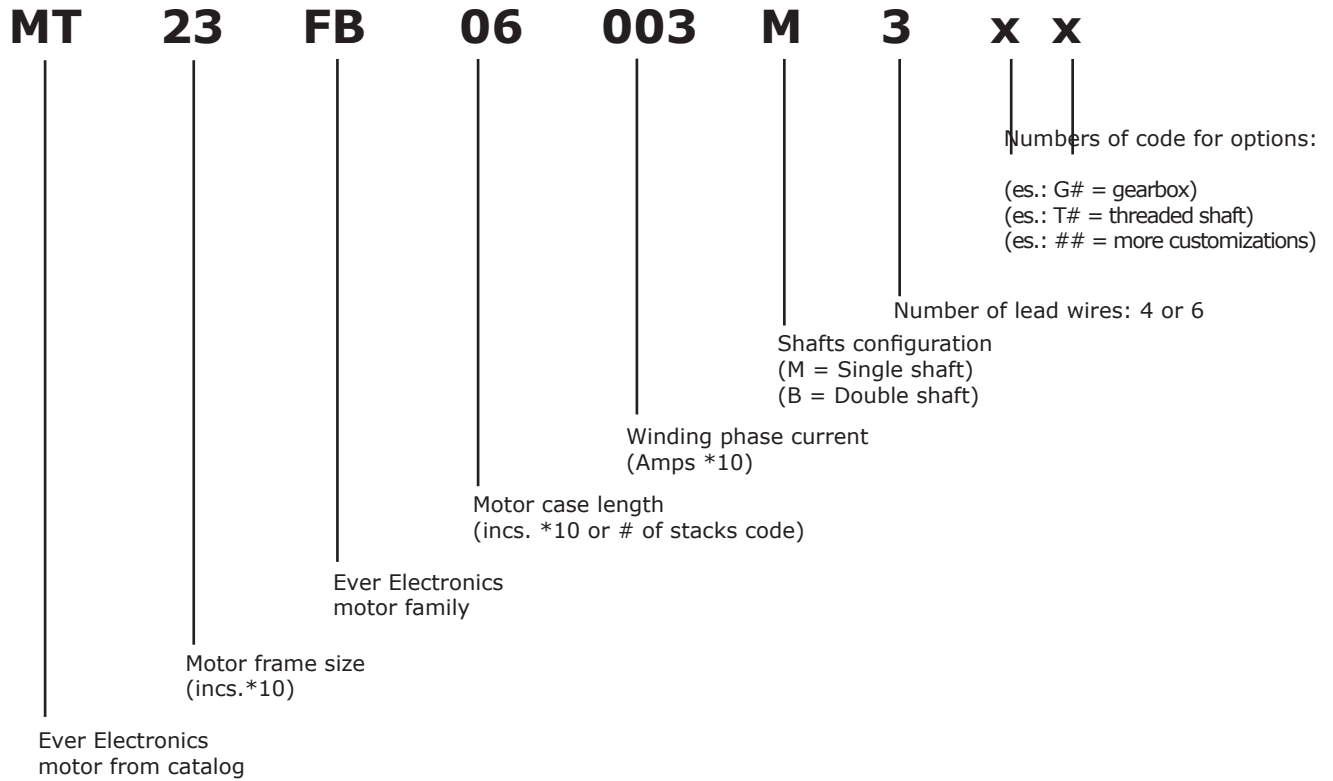 MT 23 FB 06 003 M 3 x x
Numbers of code for options:
(es.: G# = gearbox)
(es.: T# = threaded shaft)
(es.: ## = more customizations)
Number of lead wires: 4 or 6
Shafts configuration
(M = Single shaft)
(B = Double shaft)
Winding phase current
(Amps *10)
Motor case length
(incs. *10 or # of stacks code)
Ever Electronics
motor family
Motor frame size
(incs.*10)
Ever Electronics
motor from catalog